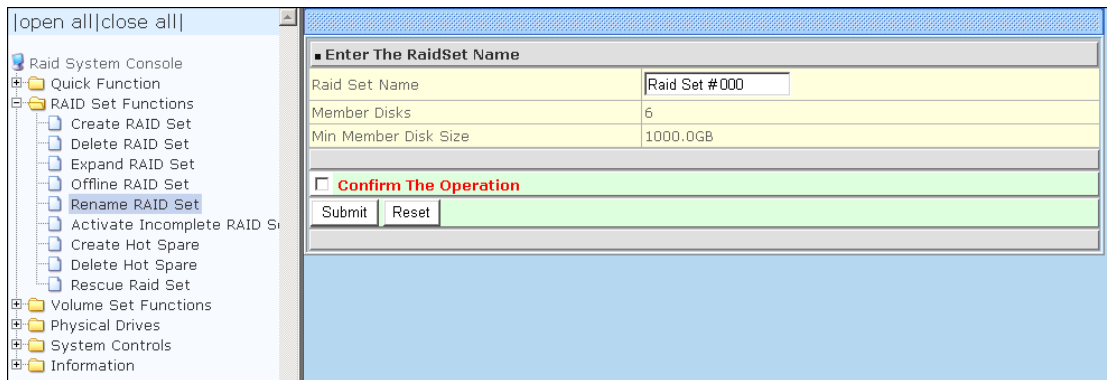 |open all|close all|
Raid System Console
Quick Function
RAID Set Functions
Create RAID Set
Delete RAID Set
Expand RAID Set
Offline RAID Set
Rename RAID Set
Activate Incomplete RAID S
Create Hot Spare
Delete Hot Spare
Rescue Raid Set
Volume Set Functions
Physical Drives
System Controls
Information
Enter The RaidSet Name
Raid Set Name Raid Set #000
Member Disks 6
Min Member Disk Size 1000.0GB
Confirm The Operation
Submit Reset